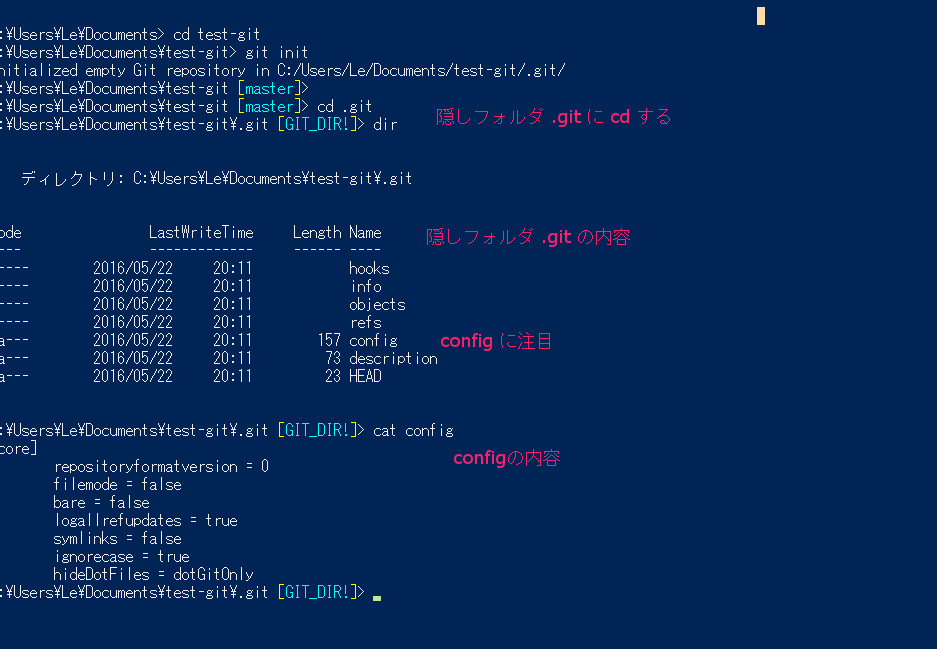 :¥Users¥Le¥Documents> cd test-git
:¥Users¥Le¥Documents¥test-git> git init
nitialized empty Git repository in C:/Users/Le/Documents/test-git/.git/
:¥Users¥Le¥Documents¥test-git [master]>
:¥Users¥Le¥Documents¥test-git [master]> cd .git
隠しフォルダ .git に cd する
:¥Users¥Le¥Documents¥test-git¥.git [GIT_DIR!]> dir
ディレクトリ: C:¥Users¥Le¥Documents¥test-git¥.git
ode LastWriteTime Length Name
隠しフォルダ .git の内容
--- ------------- ------ ----
---- 2016/05/22 20:11 hooks
---- 2016/05/22 20:11 info
---- 2016/05/22 20:11 objects
---- 2016/05/22 20:11 refs
a--- 2016/05/22 20:11 157 config
config に注目
a--- 2016/05/22 20:11 73 description
a--- 2016/05/22 20:11 23 HEAD
:¥Users¥Le¥Documents¥test-git¥.git [GIT_DIR!]> cat config
core]
configの内容
repositoryformatversion = 0
filemode = false
bare = false
logallrefupdates = true
symlinks = false
ignorecase = true
hideDotFiles = dotGitOnly
:¥Users¥Le¥Documents¥test-git¥.git [GIT_DIR!]>